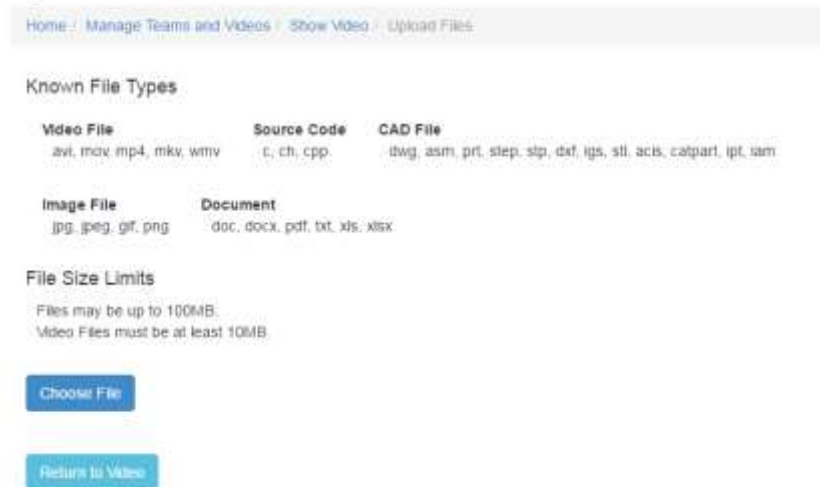 Home / Manage Teams and Videos / Show Video / Upload Files
Known File Types
Video File Source Code CAD File
avi, mov, mp4, mkv, wmv c, ch, cpp dwg, asm, prt, step, stp, dxf, igs, stl, acis, catpart, ipt, iam
Image File Document
jpg, jpeg, gif, png doc, docx, pdf, txt, xls, xlsx
File Size Limits
Files may be up to 100MB.
Video Files must be at least 10MB
Choose File
Return to Video